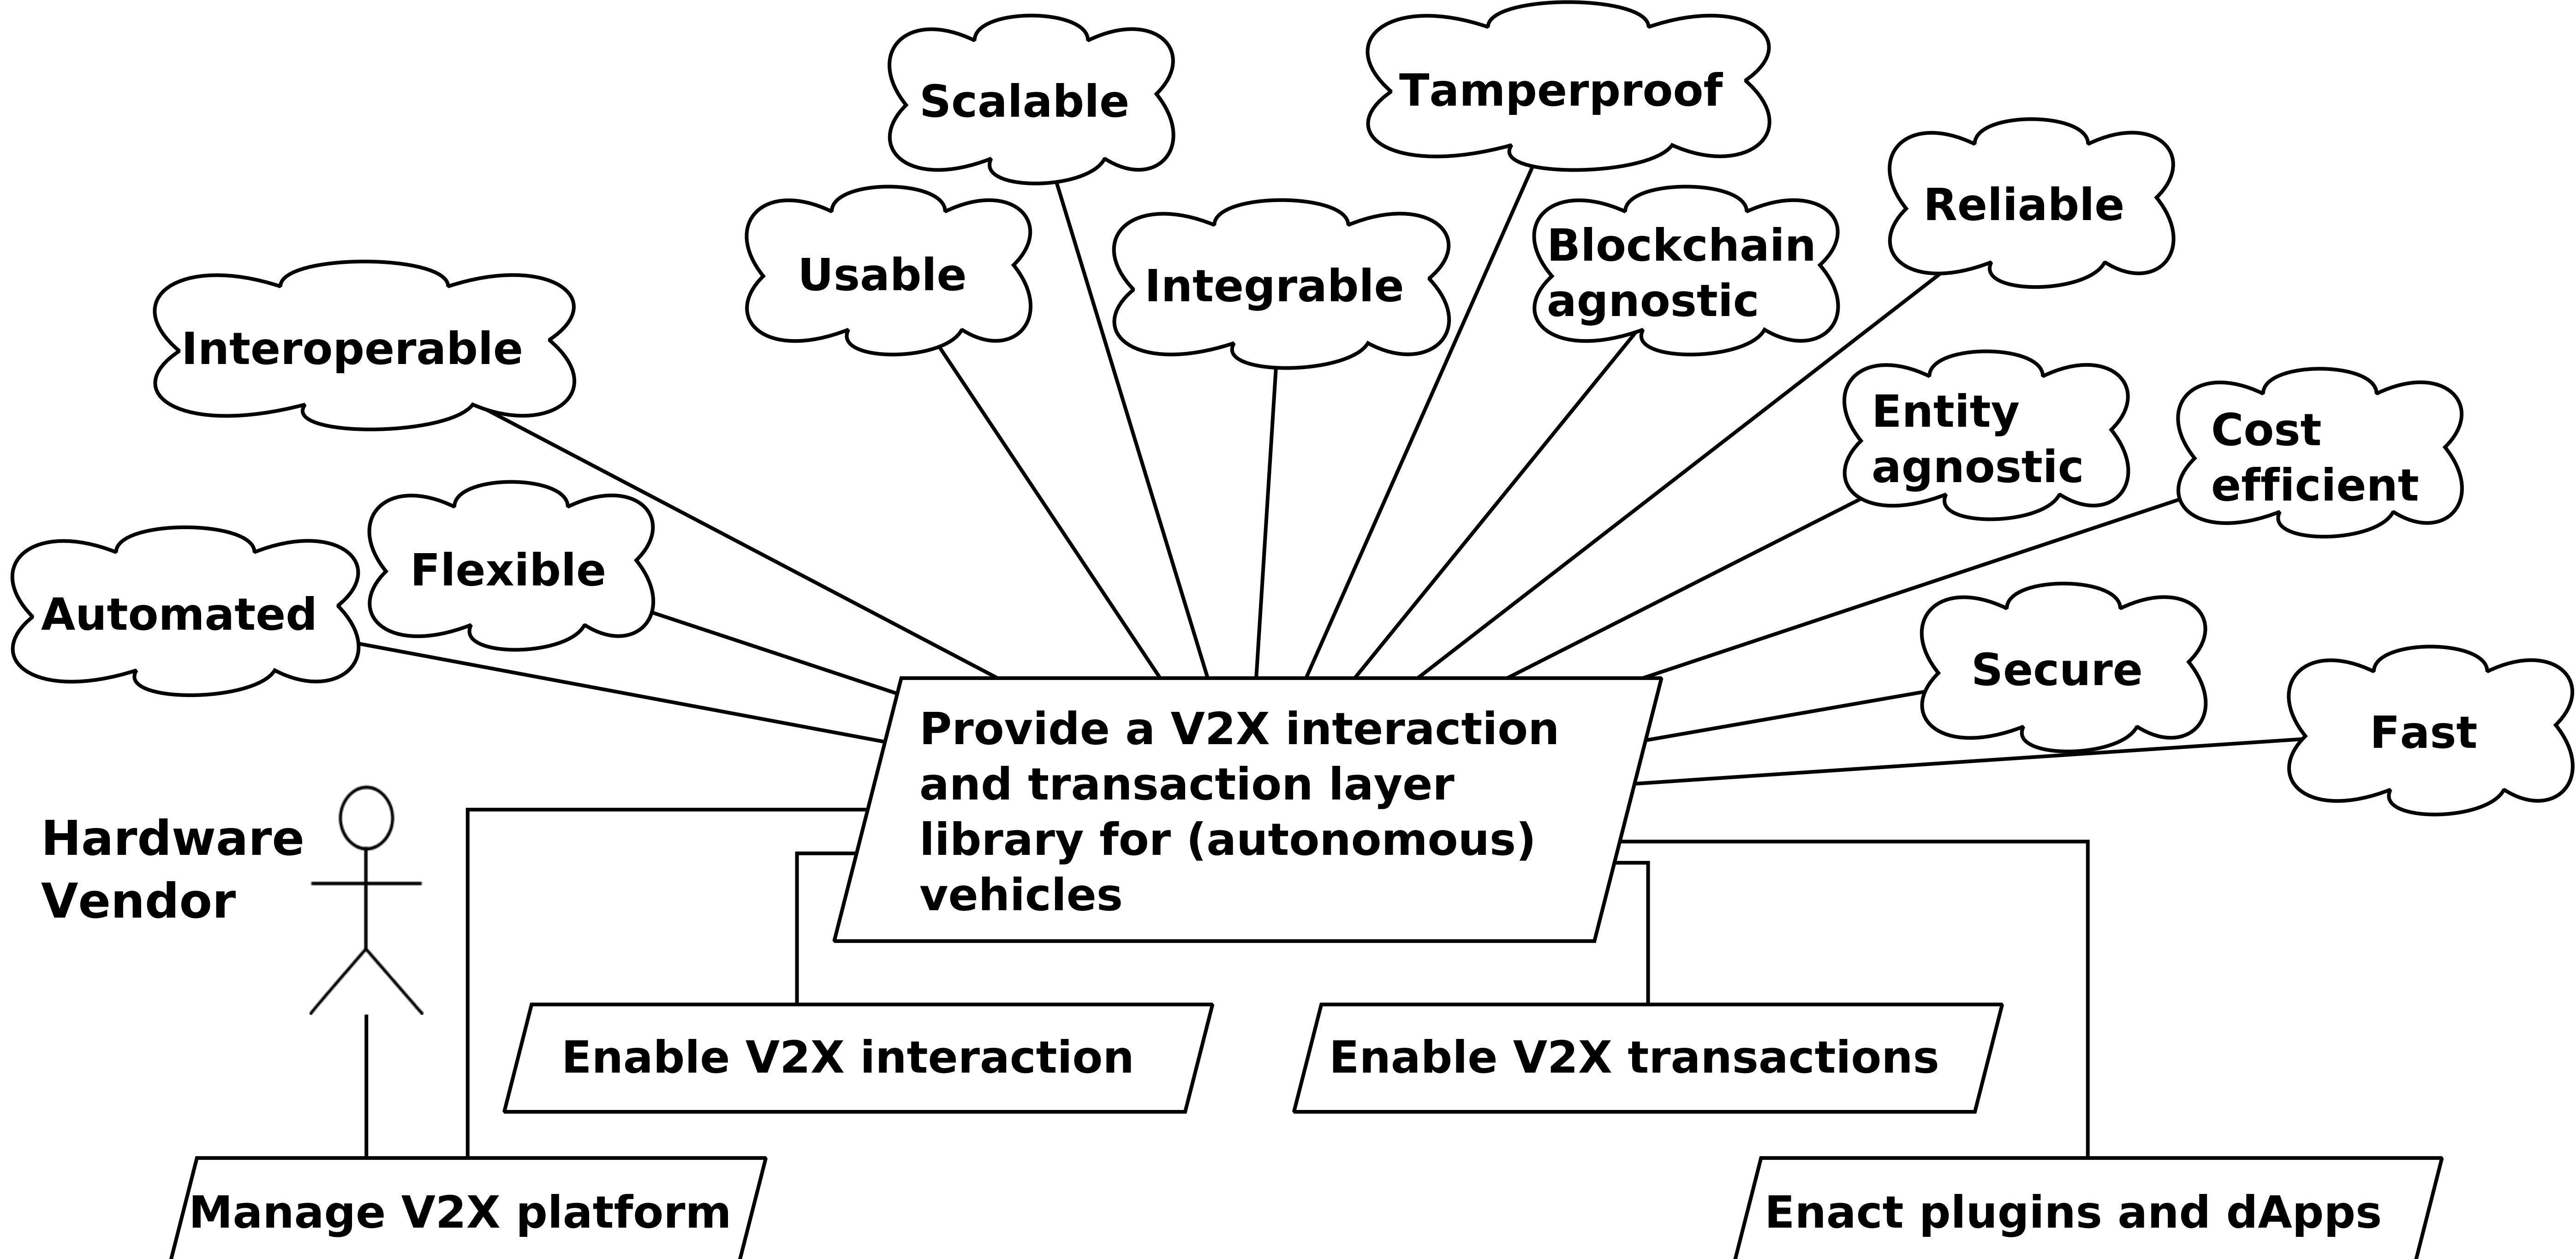 Scalable
Tamperproof
Reliable
Usable
Integrable
Blockchain
agnostic
Interoperable
Entity
agnostic
Cost
efficient
Flexible
Automated
Secure
Fast
Provide a V2X interaction
and transaction layer
library for (autonomous)
vehicles
Hardware
Vendor
Enable V2X interaction
Enable V2X transactions
Manage V2X platform
Enact plugins and dApps